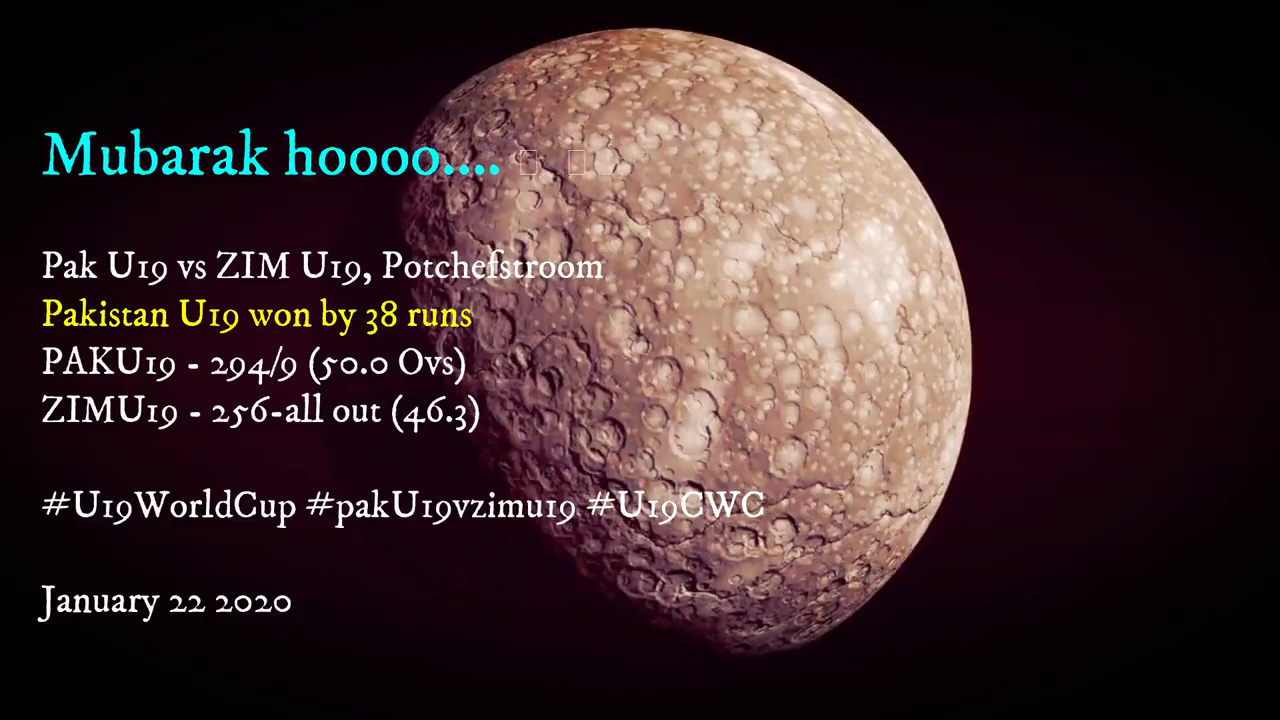 Mubarak hoooo....
Pak U19 vs ZIM U19, Potchefstroom
Pakistan U19 won by 38 runs
PAKU19 - 294/9 (50.0 Ovs)
ZIMU19 - 256-all out (46.3)
#U19WorldCup #pakU19vzimu19 #U19CWC
January 22 2020